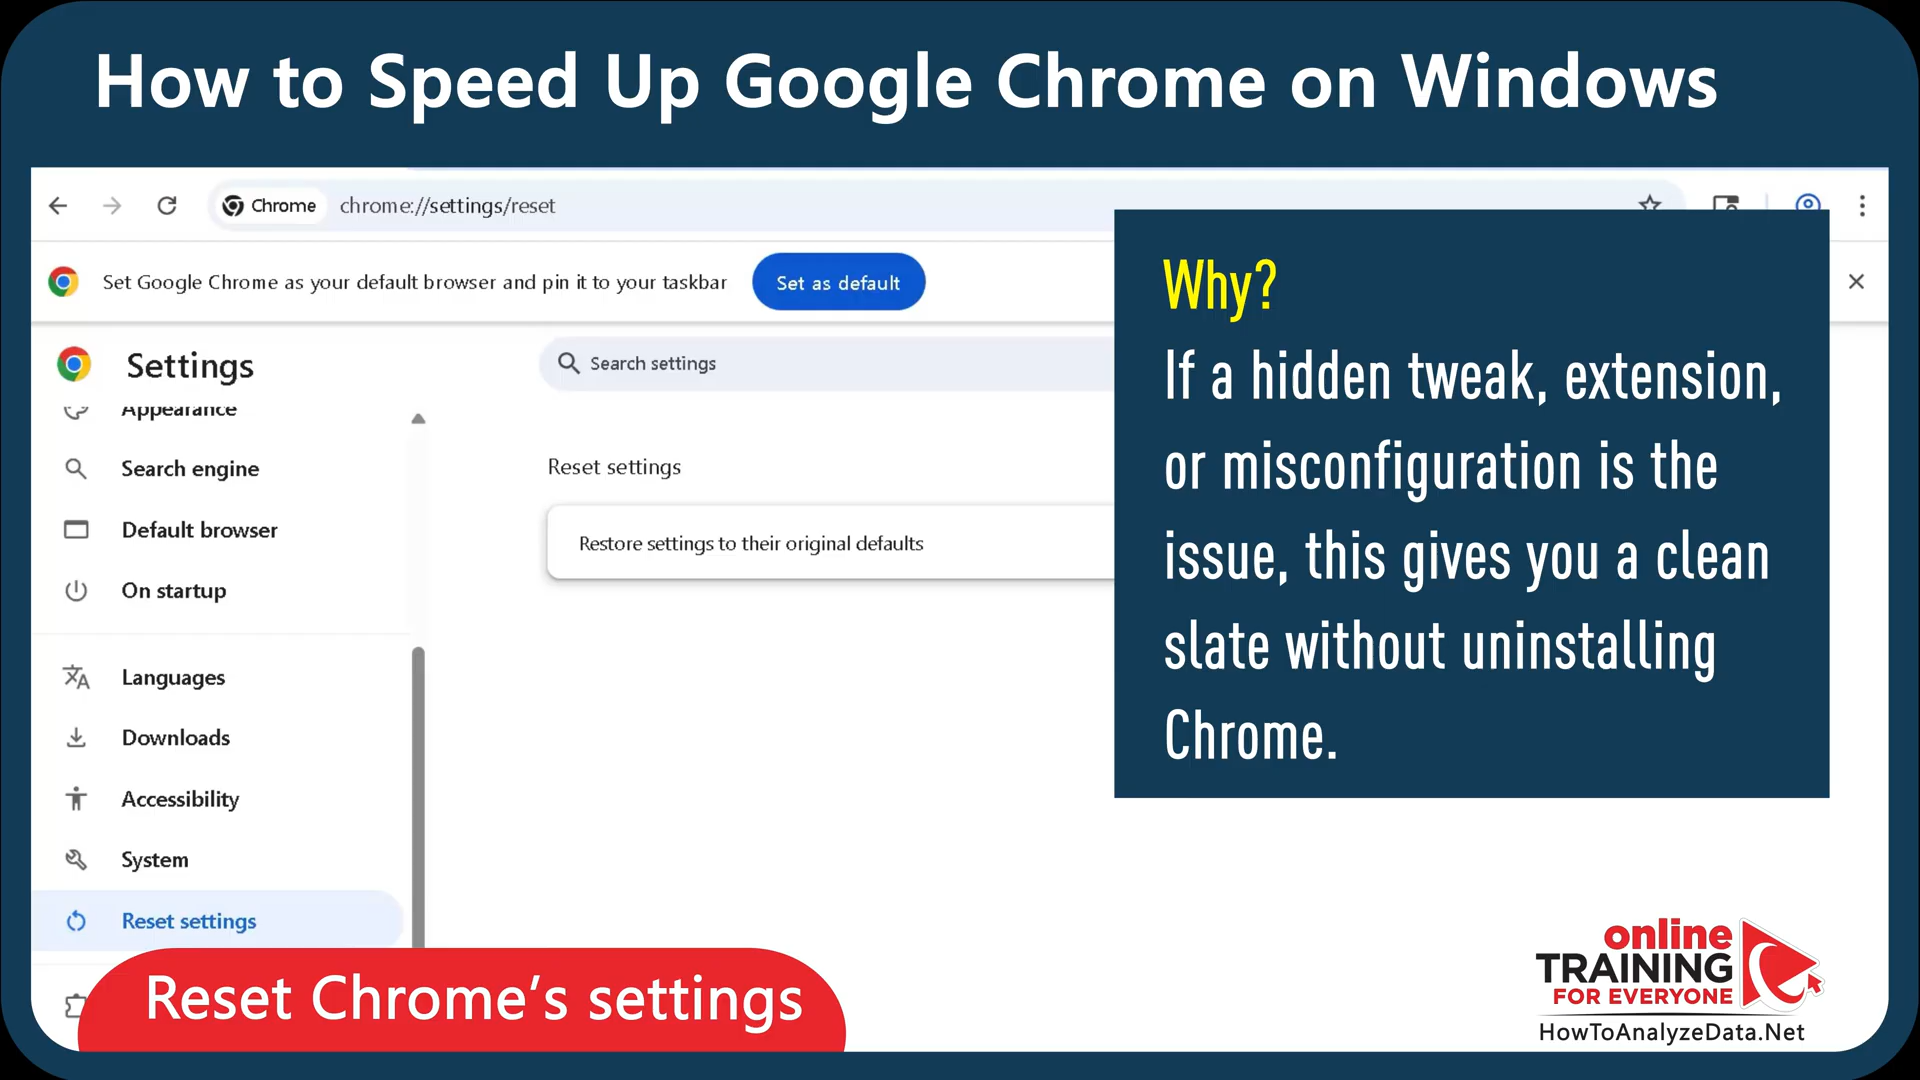 How to Speed Up Google Chrome on Windows
Chrome chrome://settings/reset
Set Google Chrome as your default browser and pin it to your taskbar
Set as default
Settings
Search settings
Appearance
Search engine
Default browser
On startup
Languages
Downloads
Accessibility
System
Reset settings
Reset settings
Restore settings to their original defaults
Why?
If a hidden tweak, extension,
or misconfiguration is the
issue, this gives you a clean
slate without uninstalling
Chrome.
Reset Chrome’s settings
online
TRAINING
FOR EVERYONE
HowToAnalyzeData.Net